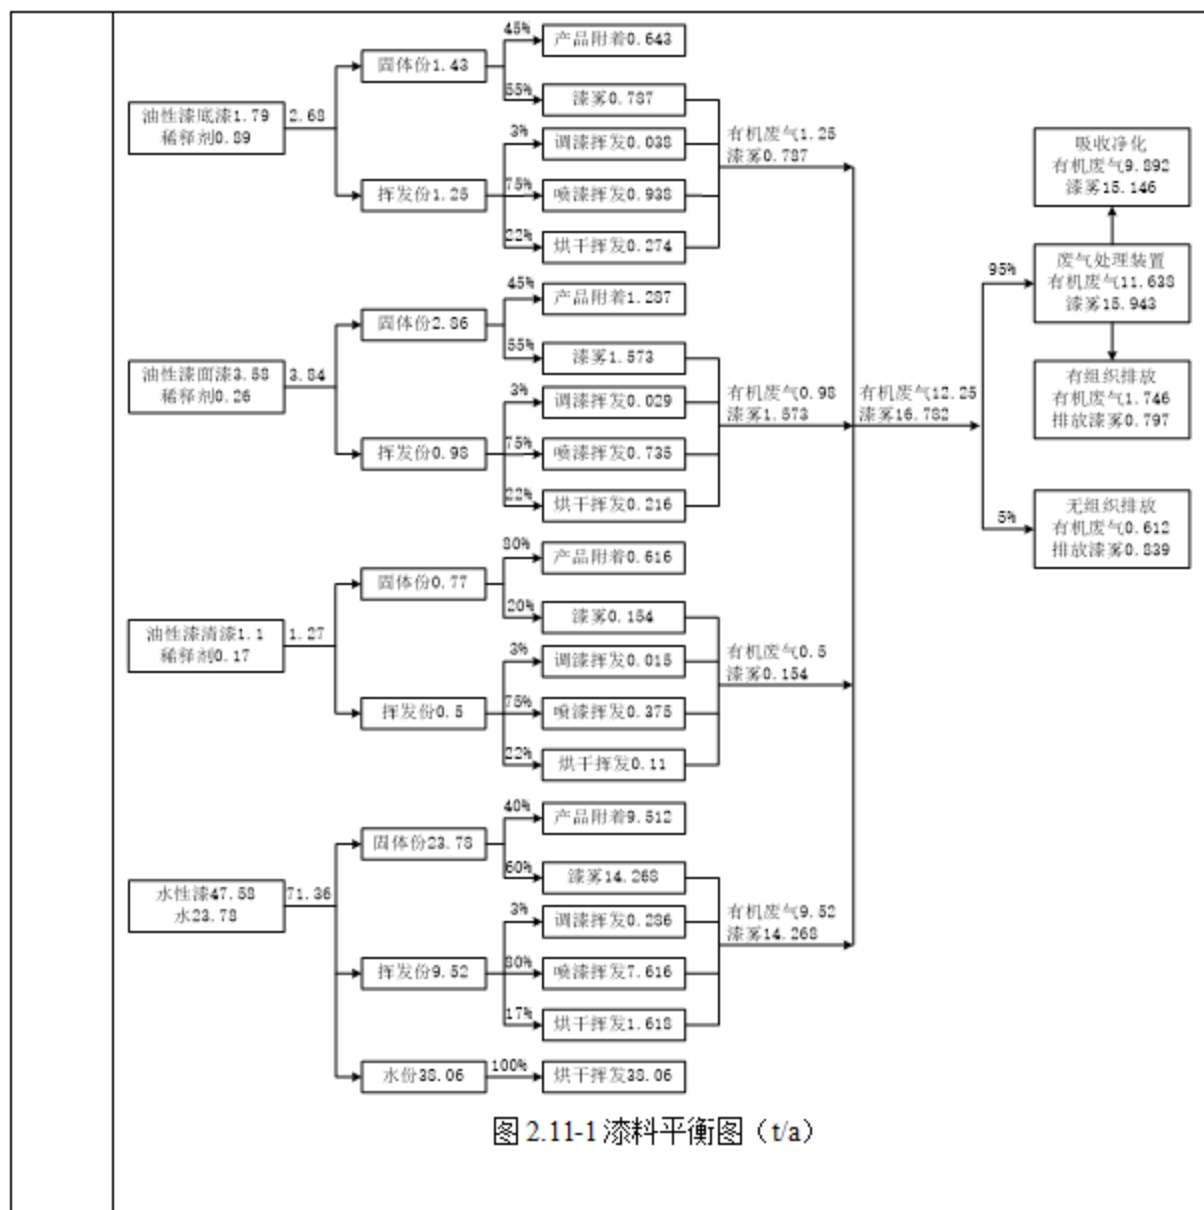 油性漆底漆1.79
稀释剂0.89
2.68
固体份1.43
45%
产品附着0.643
55%
漆雾0.787
挥发份1.25
3%
调漆挥发0.038
75%
喷漆挥发0.938
22%
烘干挥发0.274
有机废气1.25
漆雾0.787
油性漆面漆3.58
稀释剂0.26
3.84
固体份2.86
45%
产品附着1.287
55%
漆雾1.573
挥发份0.98
3%
调漆挥发0.029
75%
喷漆挥发0.735
22%
烘干挥发0.216
有机废气0.98
漆雾1.573
油性漆清漆1.1
稀释剂0.17
1.27
固体份0.77
80%
产品附着0.616
20%
漆雾0.154
挥发份0.5
3%
调漆挥发0.015
75%
喷漆挥发0.375
22%
烘干挥发0.11
有机废气0.5
漆雾0.154
水性漆47.58
水23.78
71.36
固体份23.78
40%
产品附着9.512
60%
漆雾14.268
挥发份9.52
3%
调漆挥发0.286
80%
喷漆挥发7.616
17%
烘干挥发1.618
水份38.06
100%
烘干挥发38.06
有机废气9.52
漆雾14.268
有机废气12.25
漆雾16.782
95%
吸收净化
有机废气9.892
漆雾15.146
废气处理装置
有机废气11.638
漆雾15.943
有组织排放
有机废气1.746
排放漆雾0.797
5%
无组织排放
有机废气0.612
排放漆雾0.839
图 2.11-1 漆料平衡图（t/a）